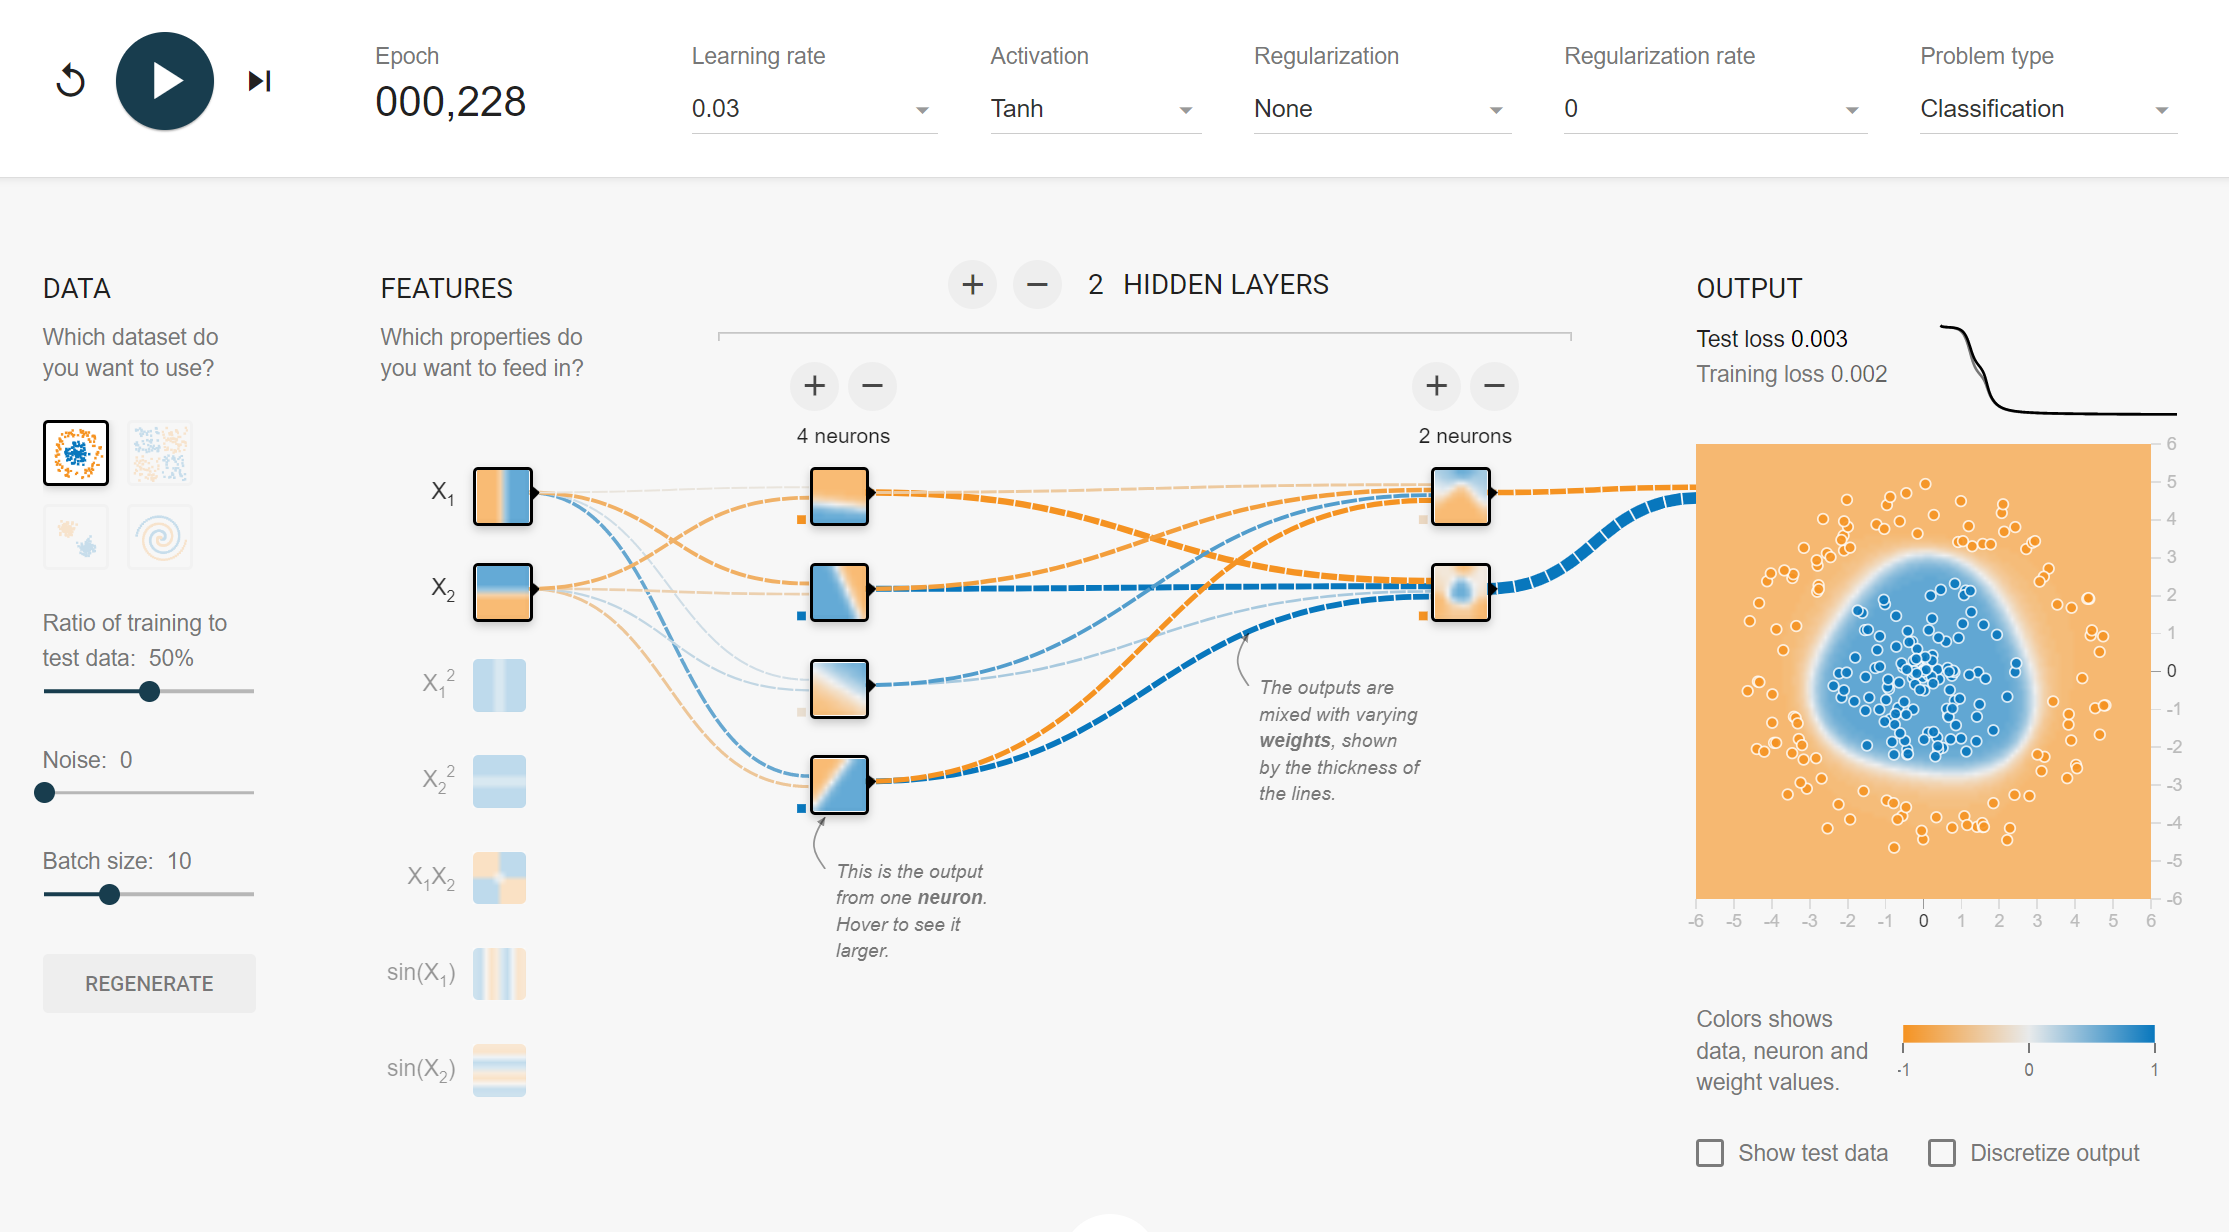 Epoch
000,228
Learning rate
0.03
Activation
Tanh
Regularization
None
Regularization rate
0
Problem type
Classification
DATA
Which dataset do
you want to use?
Ratio of training to
test data: 50%
Noise: 0
Batch size: 10
REGENERATE
FEATURES
Which properties do
you want to feed in?
X1
X2
X1²
X2²
X1X2
sin(X1)
sin(X2)
+ − 2 HIDDEN LAYERS
+ −
4 neurons
+ −
2 neurons
This is the output
from one neuron.
Hover to see it
larger.
The outputs are
mixed with varying
weights, shown
by the thickness of
the lines.
OUTPUT
Test loss 0.003
Training loss 0.002
6
5
4
3
2
1
0
-1
-2
-3
-4
-5
-6
-6 -5 -4 -3 -2 -1 0 1 2 3 4 5 6
Colors shows
data, neuron and
weight values.
-1 0 1
Show test data
Discretize output